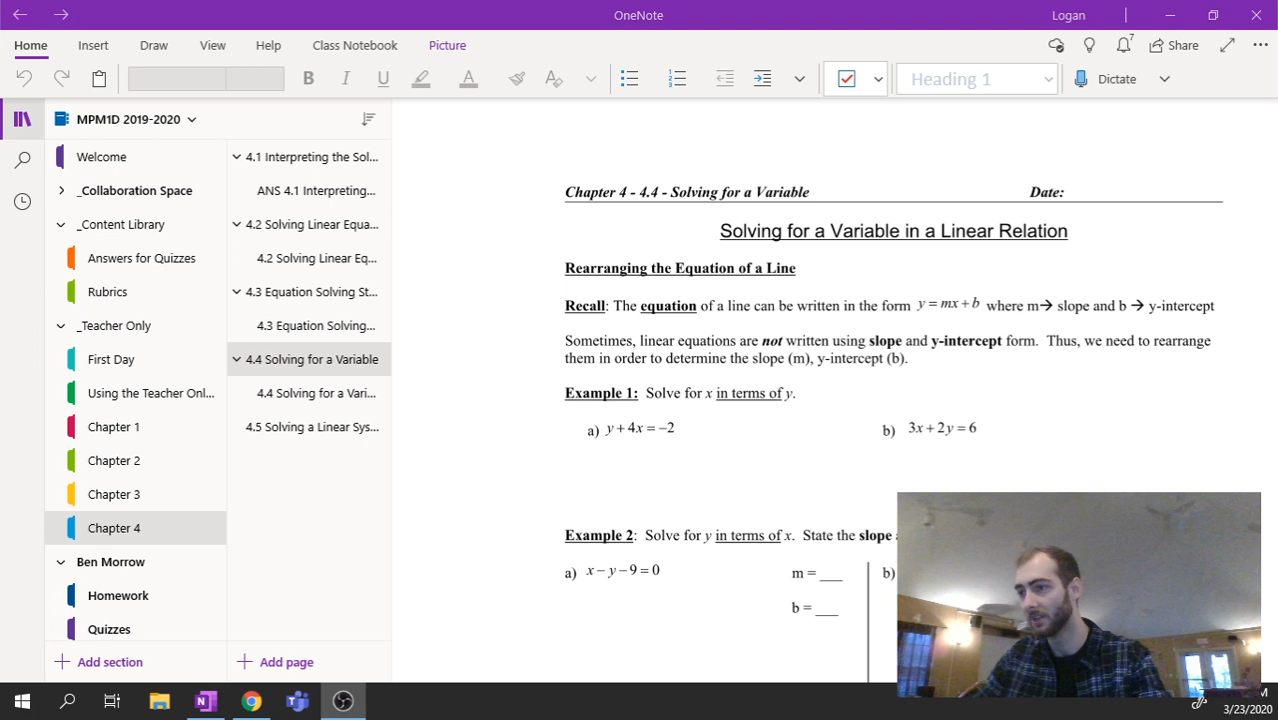 OneNote
Logan
Home Insert Draw View Help Class Notebook Picture
7
Share
B I U A Heading 1 Dictate
MPM1D 2019-2020
Welcome
_Collaboration Space
_Content Library
Answers for Quizzes
Rubrics
_Teacher Only
First Day
Using the Teacher Onl...
Chapter 1
Chapter 2
Chapter 3
Chapter 4
Ben Morrow
Homework
Quizzes
Add section
4.1 Interpreting the Sol...
ANS 4.1 Interpreting...
4.2 Solving Linear Equa...
4.2 Solving Linear Eq...
4.3 Equation Solving St...
4.3 Equation Solving...
4.4 Solving for a Variable
4.4 Solving for a Vari...
4.5 Solving a Linear Sys...
Add page
Chapter 4 - 4.4 - Solving for a Variable Date:
Solving for a Variable in a Linear Relation
Rearranging the Equation of a Line
Recall: The equation of a line can be written in the form y = mx + b where m→ slope and b → y-intercept
Sometimes, linear equations are not written using slope and y-intercept form. Thus, we need to rearrange
them in order to determine the slope (m), y-intercept (b).
Example 1: Solve for x in terms of y.
a) y + 4x = −2 b) 3x + 2y = 6
Example 2: Solve for y in terms of x. State the slope
a) x − y − 9 = 0 m = ___ b)
b = ___
3/23/2020